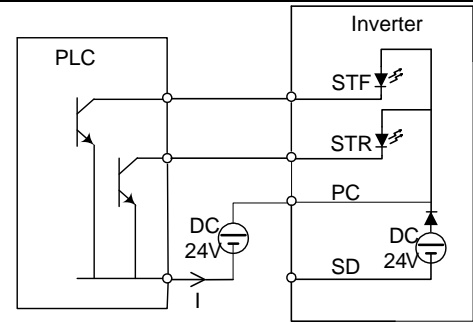 Inverter
PLC
STF
STR
PC
DC
24V
DC
24V
SD
I